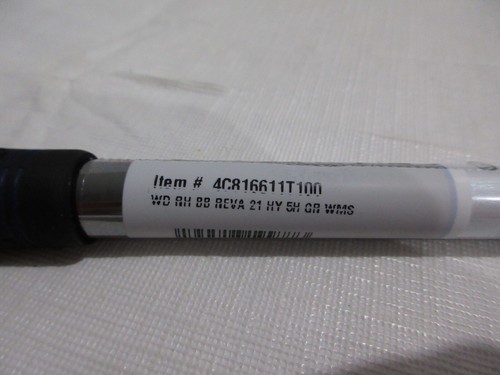 Item # 4C816611T100
WD RH BB REVA 21 HY 5H GR WMS